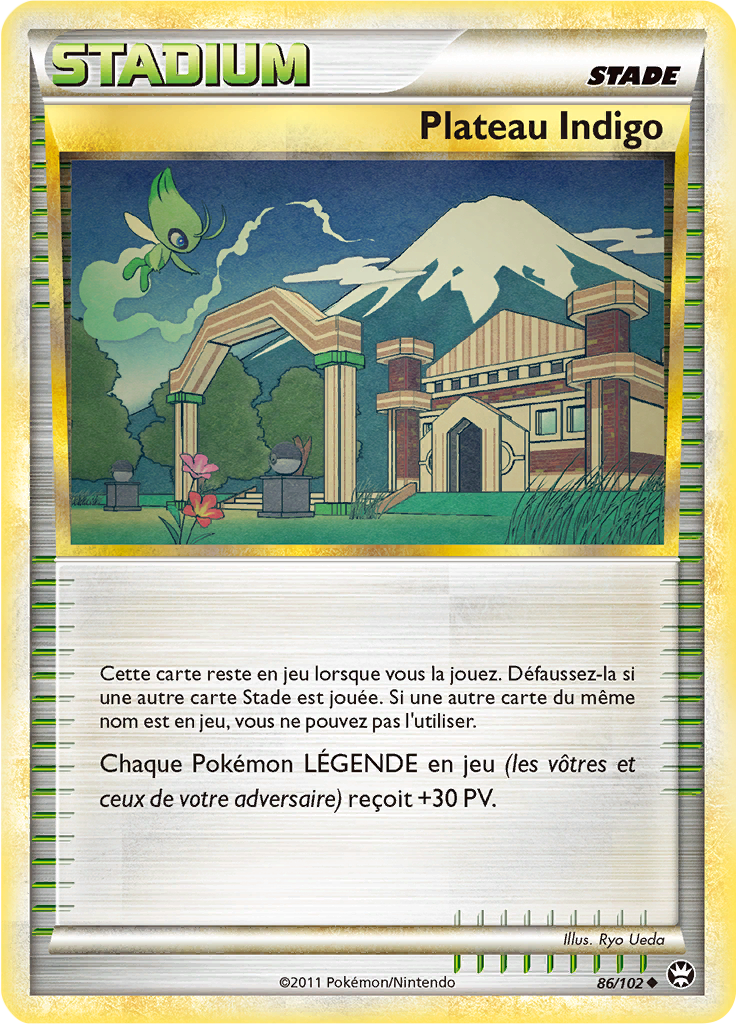 STADIUM
STADE
Plateau Indigo
Cette carte reste en jeu lorsque vous la jouez. Défaussez-la si
une autre carte Stade est jouée. Si une autre carte du même
nom est en jeu, vous ne pouvez pas l'utiliser.
Chaque Pokémon LÉGENDE en jeu (les vôtres et
ceux de votre adversaire) reçoit +30 PV.
Illus. Ryo Ueda
©2011 Pokémon/Nintendo
86/102